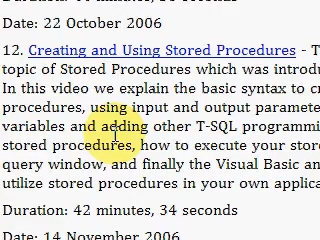 Date: 22 October 2006
12. Creating and Using Stored Procedures - T
topic of Stored Procedures which was introdu
In this video we explain the basic syntax to cr
procedures, using input and output paramete
variables and adding other T-SQL programmi
stored procedures, how to execute your stor
query window, and finally the Visual Basic an
utilize stored procedures in your own applica
Duration: 42 minutes, 34 seconds
Date: 14 November 2006